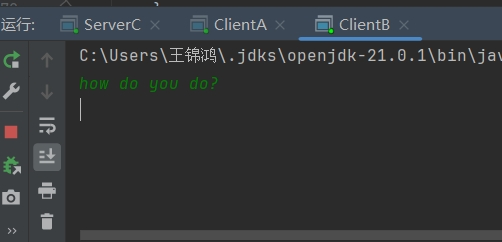 运行: ServerC ClientA ClientB
C:\Users\王锦鸿\.jdks\openjdk-21.0.1\bin\jav
how do you do?